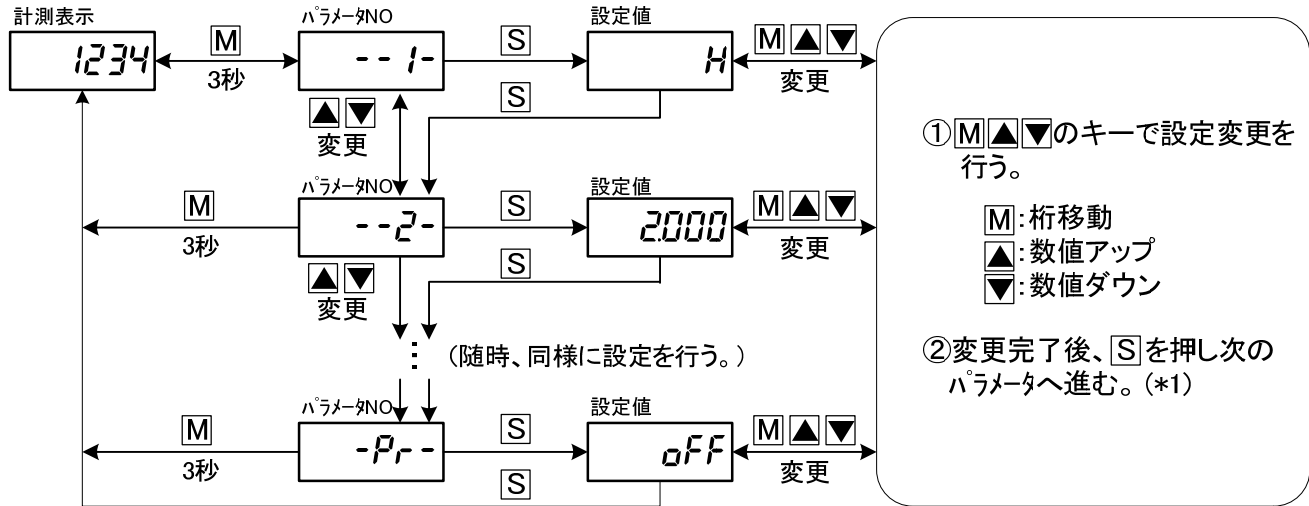 計測表示
パラメータNO
設定値
1234
M
3秒
--1-
S
H
M▲▼
変更
▲▼
変更
S
パラメータNO
設定値
M
3秒
--2-
S
2.000
M▲▼
変更
▲▼
変更
S
(随時、同様に設定を行う。)
パラメータNO
設定値
M
3秒
-Pr-
S
oFF
M▲▼
変更
S
①M▲▼のキーで設定変更を
行う。
M:桁移動
▲:数値アップ
▼:数値ダウン
②変更完了後、Sを押し次の
パラメータへ進む。(*1)